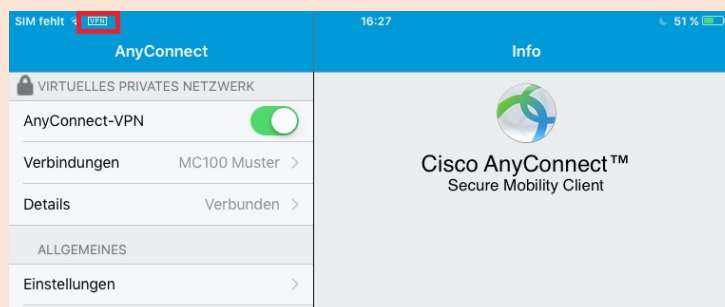 SIM fehlt VPN 16:27 51 %
AnyConnect Info
VIRTUELLES PRIVATES NETZWERK
AnyConnect-VPN
Verbindungen MC100 Muster
Details Verbunden
ALLGEMEINES
Einstellungen
Cisco AnyConnect™
Secure Mobility Client